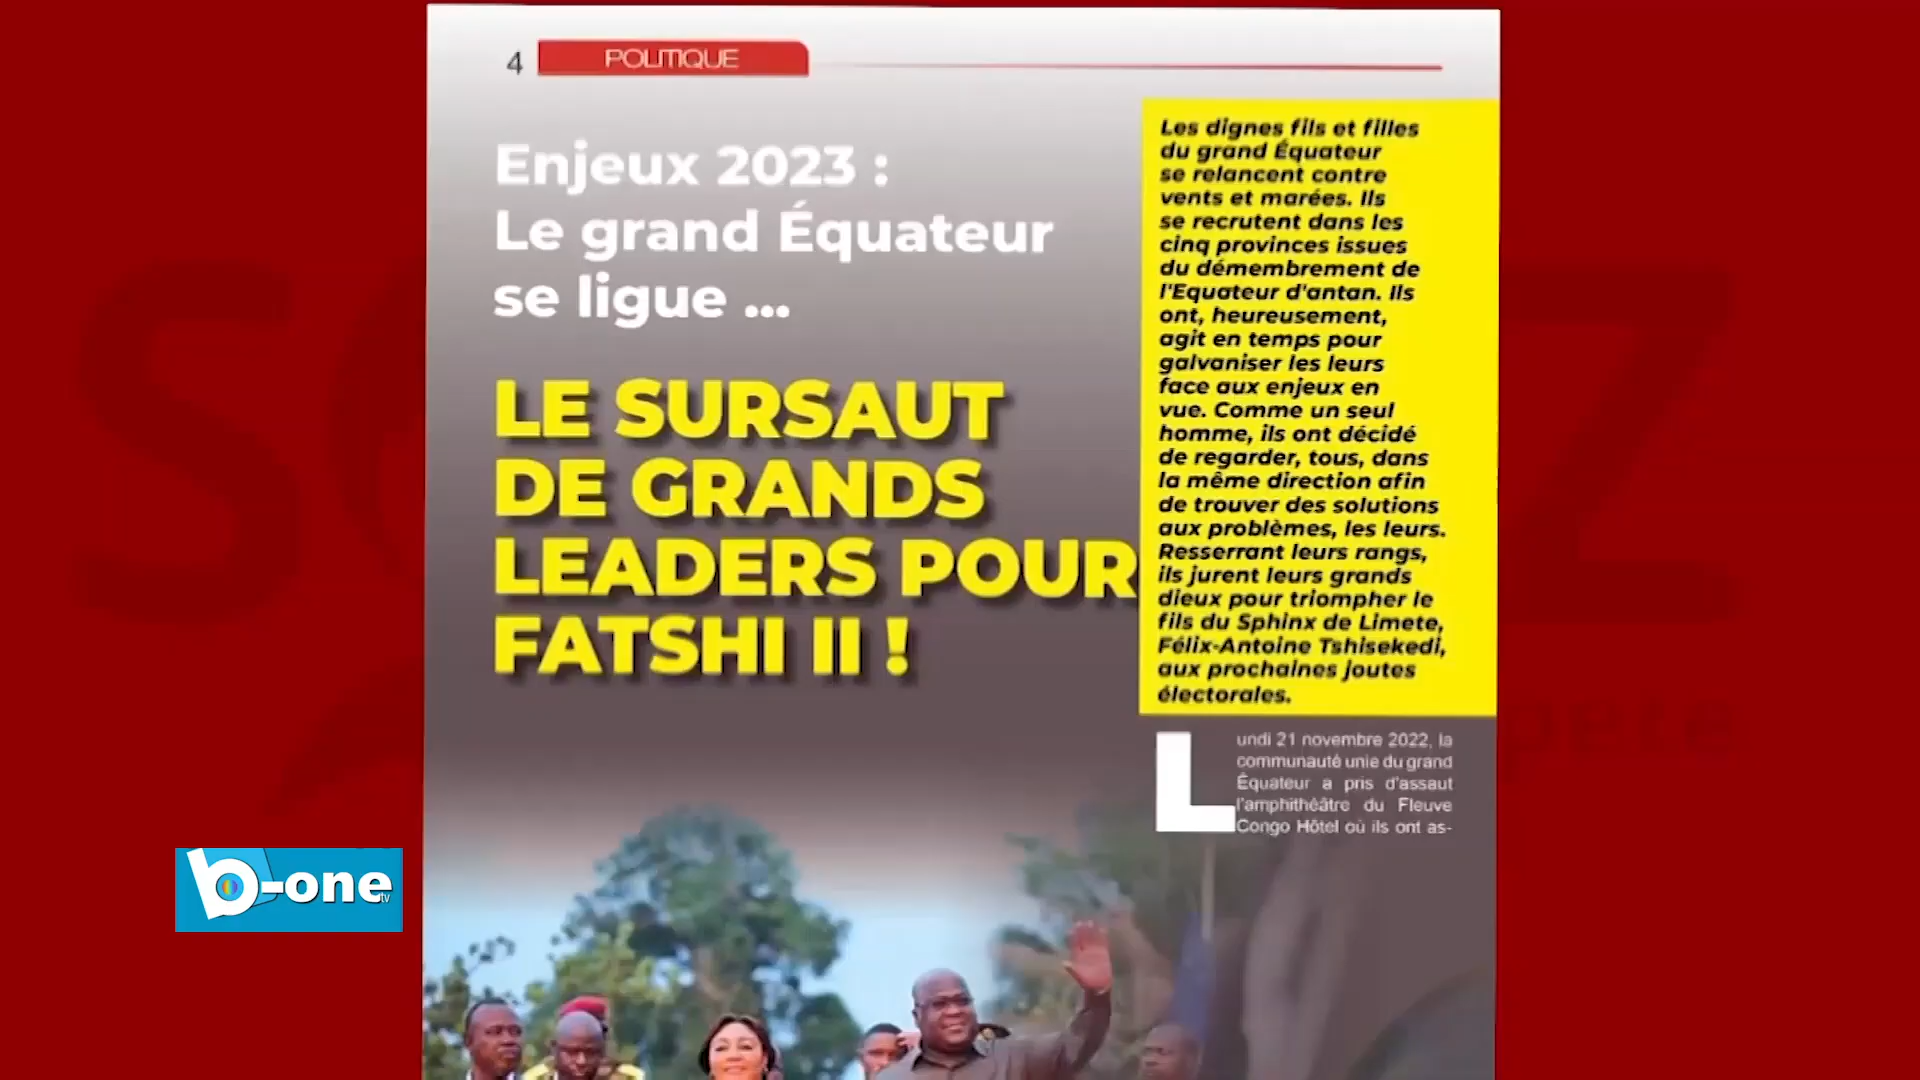 4
POLITIQUE
Enjeux 2023 :
Le grand Équateur
se ligue ...
LE SURSAUT
DE GRANDS
LEADERS POUR
FATSHI II !
Les dignes fils et filles
du grand Équateur
se relancent contre
vents et marées. Ils
se recrutent dans les
cinq provinces issues
du démembrement de
l'Equateur d'antan. Ils
ont, heureusement,
agit en temps pour
galvaniser les leurs
face aux enjeux en
vue. Comme un seul
homme, ils ont décidé
de regarder, tous, dans
la même direction afin
de trouver des solutions
aux problèmes, les leurs.
Resserrant leurs rangs,
ils jurent leurs grands
dieux pour triompher le
fils du Sphinx de Limete,
Félix-Antoine Tshisekedi,
aux prochaines joutes
électorales.
Lundi 21 novembre 2022, la
communauté unie du grand
Équateur a pris d'assaut
l'amphithéâtre du Fleuve
Congo Hôtel où ils ont as-
b-one tv